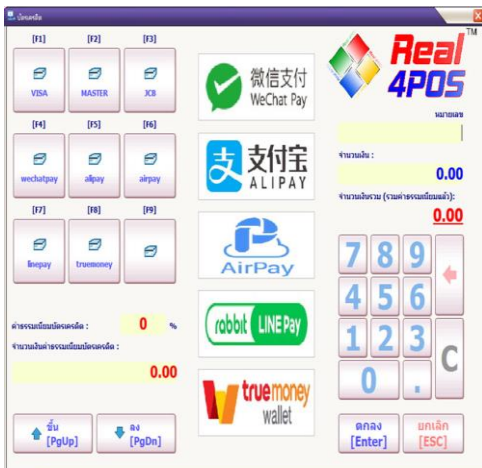 บัตรเครดิต
[F1] [F2] [F3]
VISA MASTER JCB
[F4] [F5] [F6]
wechatpay alipay airpay
[F7] [F8] [F9]
linepay truemoney
ค่าธรรมเนียมบัตรเครดิต : 0 %
จำนวนเงินค่าธรรมเนียมบัตรเครดิต :
0.00
ขึ้น
[PgUp]
ลง
[PgDn]
微信支付
WeChat Pay
支 支付宝
ALIPAY
AirPay
rabbit LINE Pay
truemoney
wallet
Real TM
4POS
หมายเลข
จำนวนเงิน :
0.00
จำนวนเงินรวม (รวมค่าธรรมเนียมแล้ว):
0.00
7 8 9
4 5 6
1 2 3 C
0 .
ตกลง
[Enter]
ยกเลิก
[ESC]